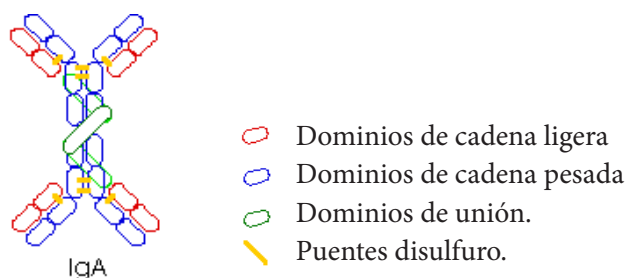 Dominios de cadena ligera
Dominios de cadena pesada
Dominios de unión.
Puentes disulfuro.
IgA